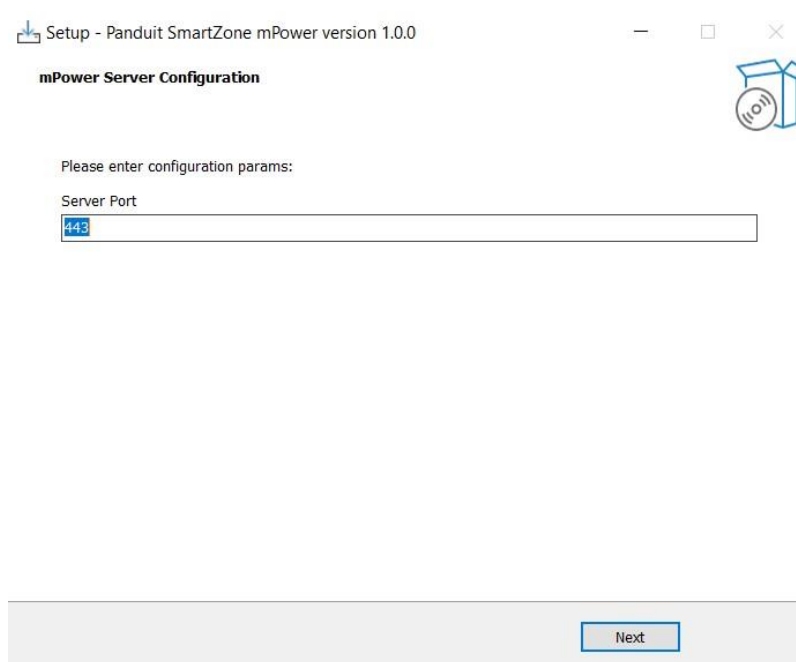 Setup - Panduit SmartZone mPower version 1.0.0
mPower Server Configuration
Please enter configuration params:
Server Port
443
Next